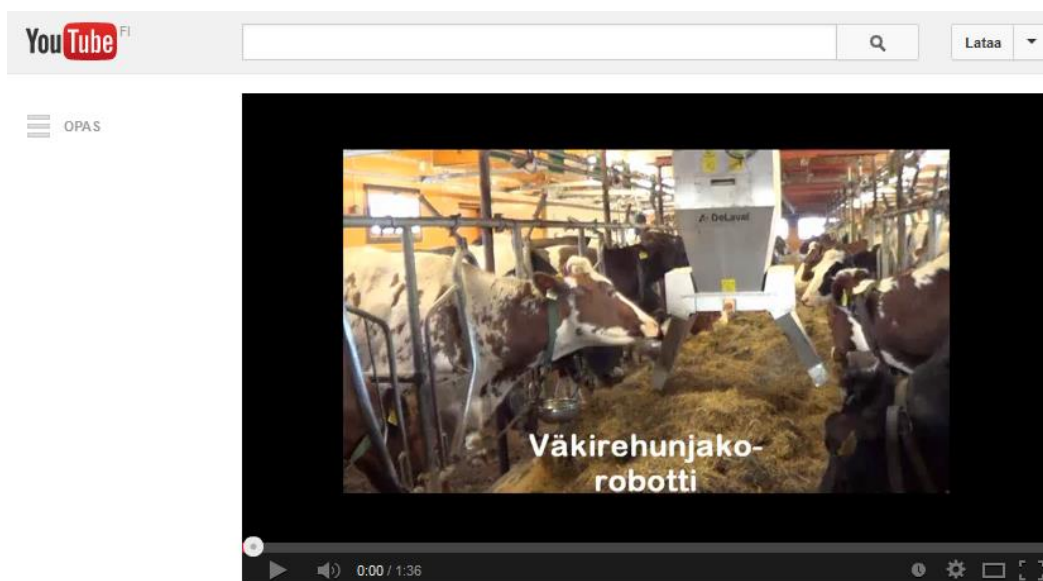 YouTube FI
Lataa
OPAS
DeLaval
Väkirehunjako-
robotti
0:00 / 1:36